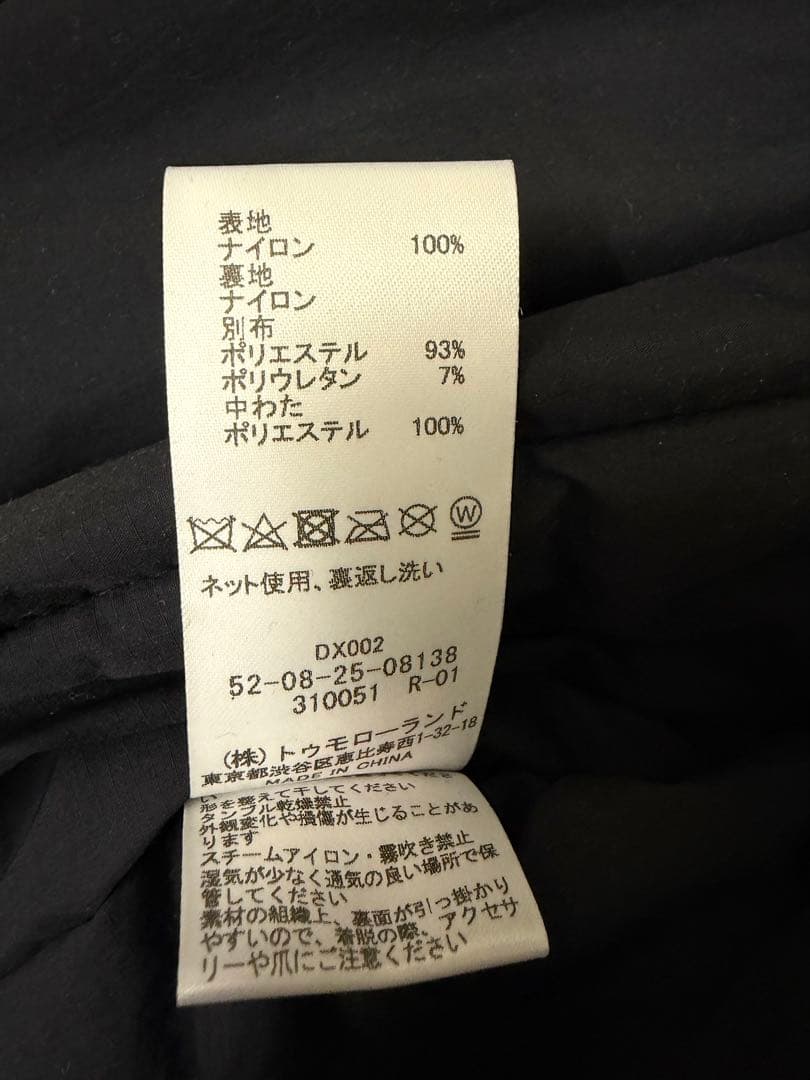 表地
ナイロン 100%
裏地
ナイロン
別布
ポリエステル 93%
ポリウレタン 7%
中わた
ポリエステル 100%
W
ネット使用、裏返し洗い
DX002
52-08-25-08138
310051 R-01
(株)トゥモローランド
東京都渋谷区恵比寿西1-32-18
MADE IN CHINA
い
形を整えて干してください
タンブル乾燥禁止
外観変化や損傷が生じることがあ
ります
スチームアイロン・霧吹き禁止
湿気が少なく通気の良い場所で保
管してください
素材の組織上、裏面が引っ掛かり
やすいので、着脱の際、アクセサ
リーや爪にご注意ください